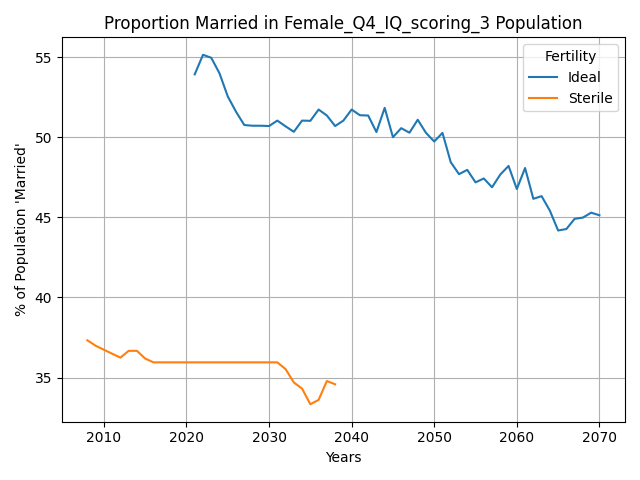 Proportion Married in Female_Q4_IQ_scoring_3 Population
% of Population 'Married'
55
50
45
40
35
Fertility
Ideal
Sterile
2010 2020 2030 2040 2050 2060 2070
Years